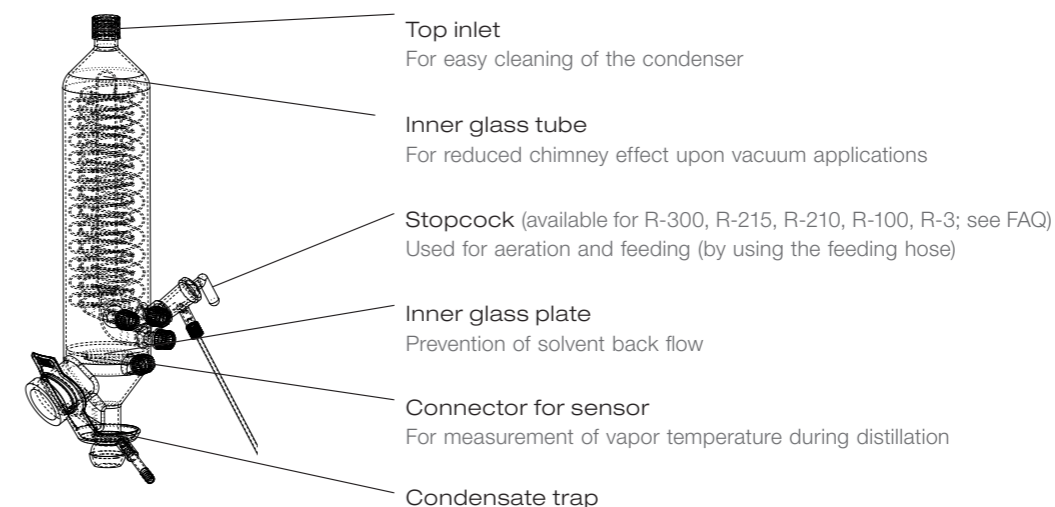 Top inlet
For easy cleaning of the condenser
Inner glass tube
For reduced chimney effect upon vacuum applications
Stopcock (available for R-300, R-215, R-210, R-100, R-3; see FAQ)
Used for aeration and feeding (by using the feeding hose)
Inner glass plate
Prevention of solvent back flow
Connector for sensor
For measurement of vapor temperature during distillation
Condensate trap